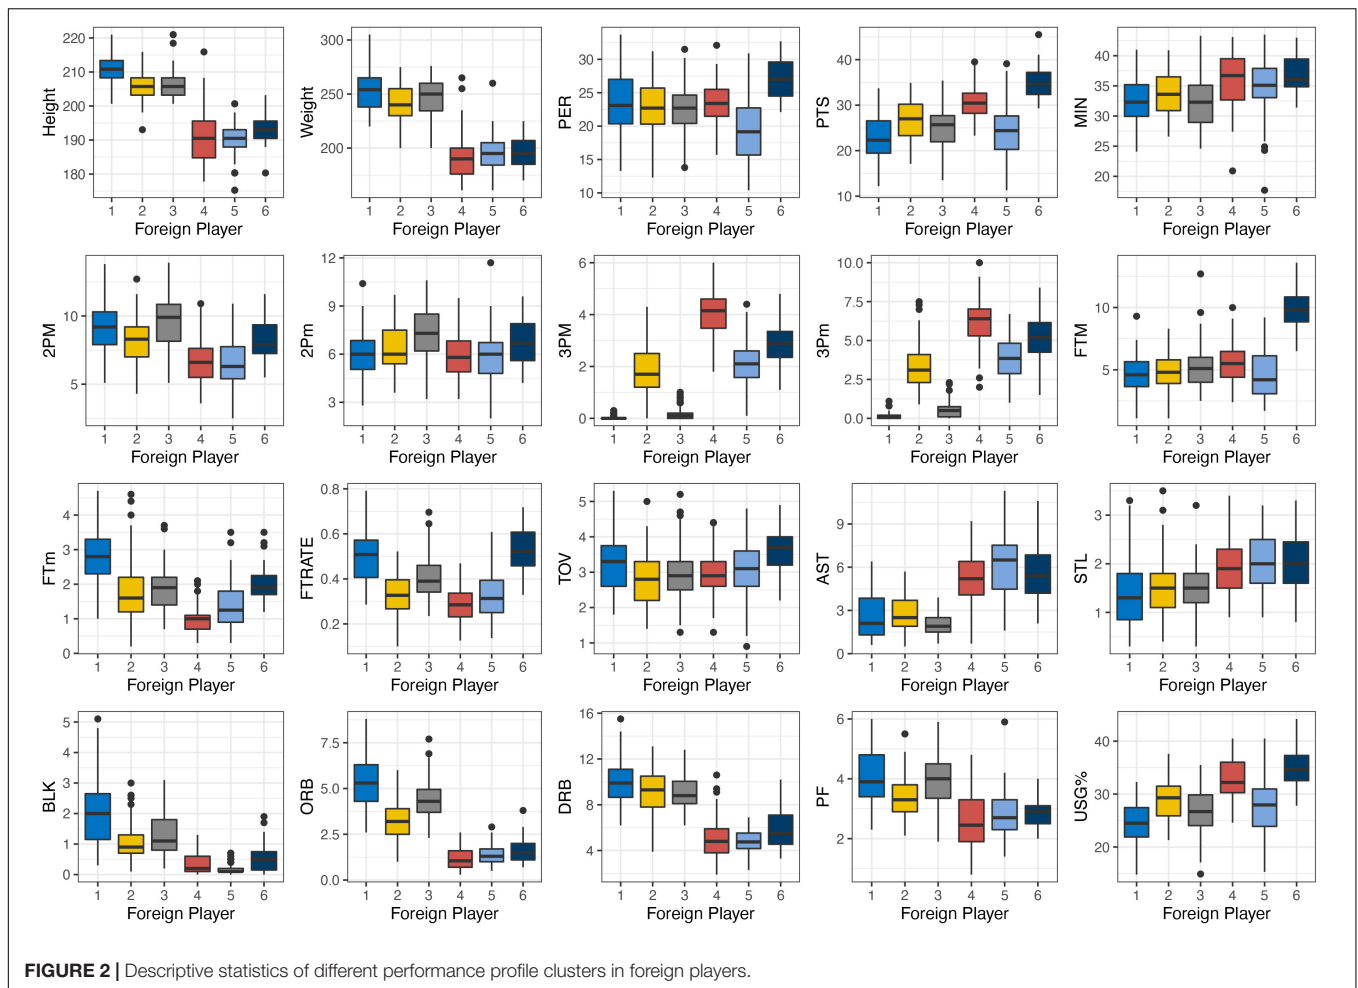 Height
220
210
200
190
180
1 2 3 4 5 6
Foreign Player
Weight
300
250
200
1 2 3 4 5 6
Foreign Player
PER
30
25
20
15
10
1 2 3 4 5 6
Foreign Player
PTS
40
30
20
10
1 2 3 4 5 6
Foreign Player
MIN
40
35
30
25
20
1 2 3 4 5 6
Foreign Player
2PM
10
5
1 2 3 4 5 6
Foreign Player
2Pm
12
9
6
3
1 2 3 4 5 6
Foreign Player
3PM
6
4
2
0
1 2 3 4 5 6
Foreign Player
3Pm
10.0
7.5
5.0
2.5
0.0
1 2 3 4 5 6
Foreign Player
FTM
10
5
1 2 3 4 5 6
Foreign Player
FTm
4
3
2
1
0
1 2 3 4 5 6
Foreign Player
FTRATE
0.8
0.6
0.4
0.2
1 2 3 4 5 6
Foreign Player
TOV
5
4
3
2
1
1 2 3 4 5 6
Foreign Player
AST
9
6
3
0
1 2 3 4 5 6
Foreign Player
STL
3
2
1
1 2 3 4 5 6
Foreign Player
BLK
5
4
3
2
1
0
1 2 3 4 5 6
Foreign Player
ORB
7.5
5.0
2.5
0.0
1 2 3 4 5 6
Foreign Player
DRB
16
12
8
4
1 2 3 4 5 6
Foreign Player
PF
6
4
2
1 2 3 4 5 6
Foreign Player
USG%
40
30
20
1 2 3 4 5 6
Foreign Player
FIGURE 2 | Descriptive statistics of different performance profile clusters in foreign players.